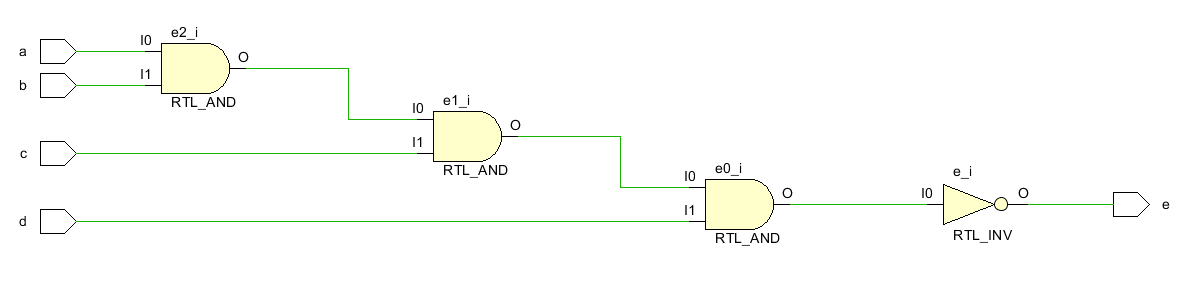 e2_i
a
I0
O
b
I1
RTL_AND
e1_i
I0
O
c
I1
RTL_AND
e0_i
I0
O
d
I1
RTL_AND
e_i
I0
O
e
RTL_INV